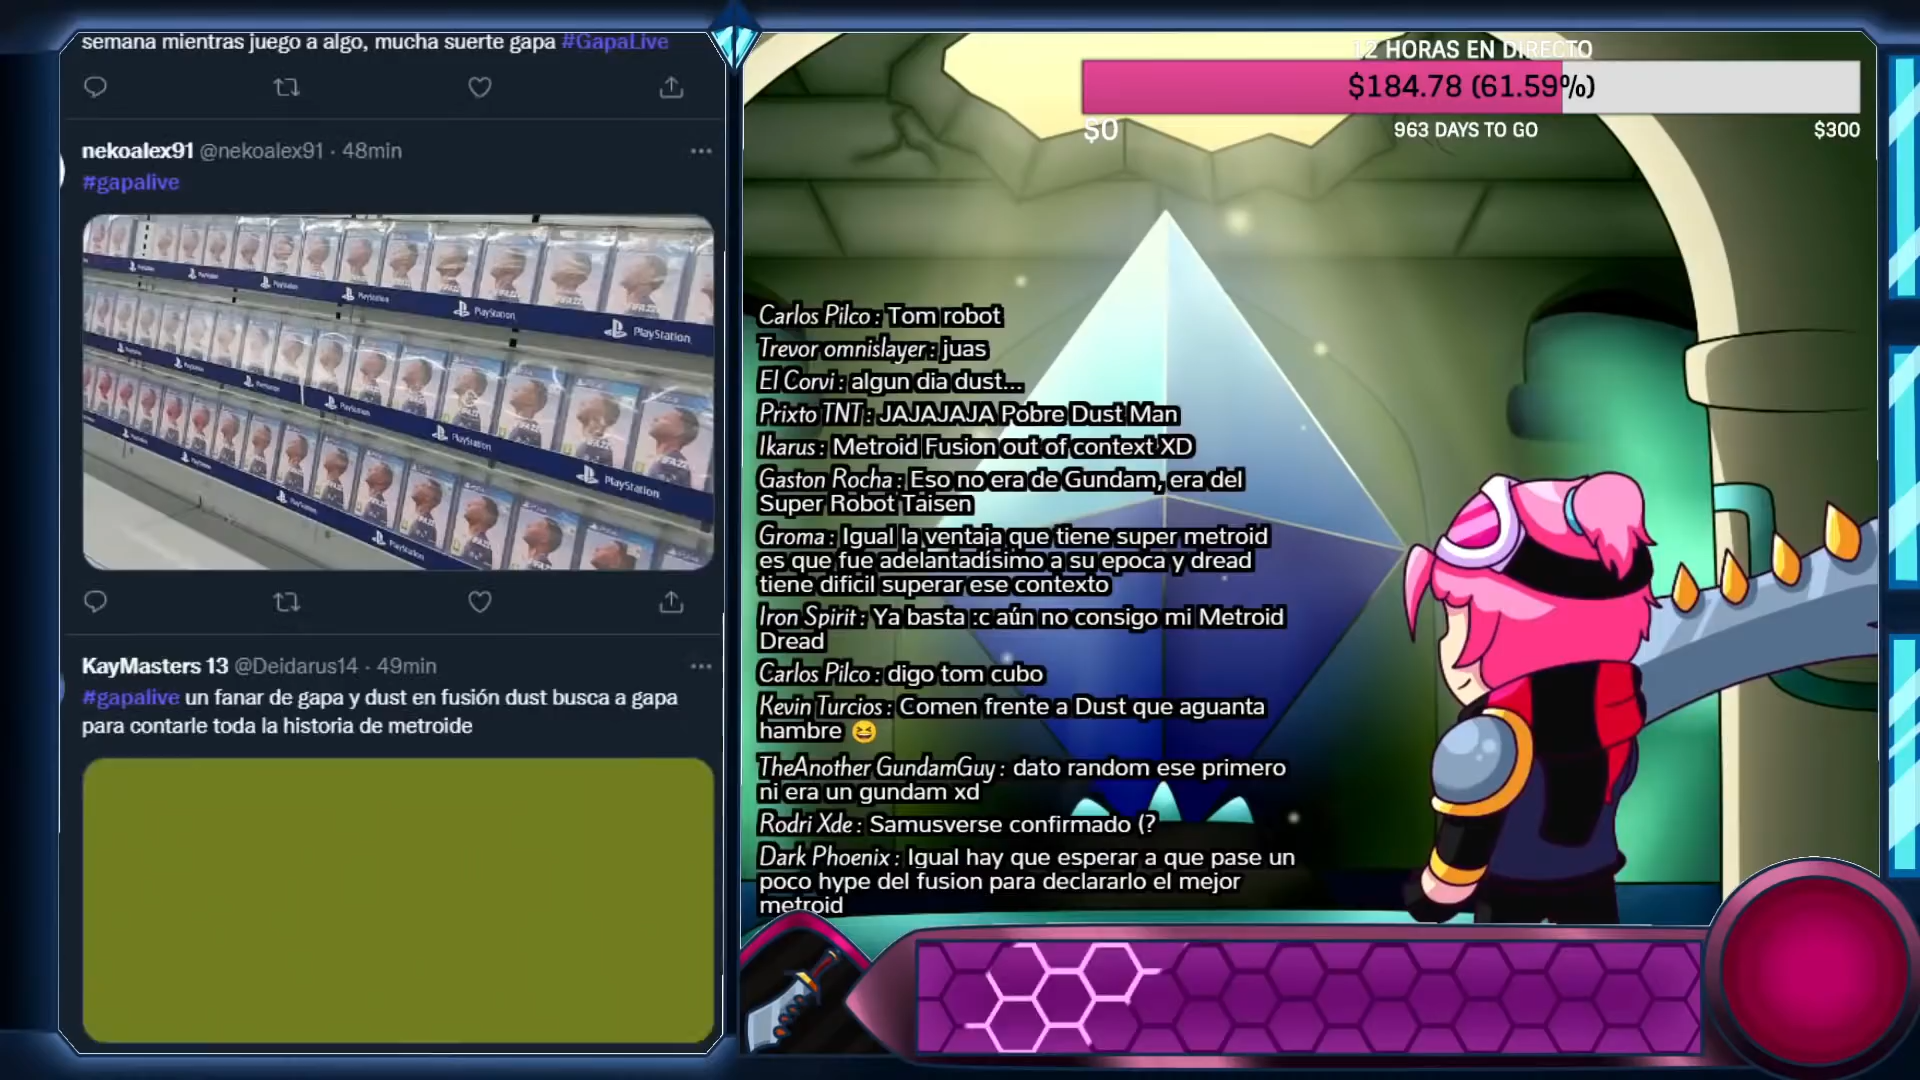 semana mientras juego a algo, mucha suerte gapa #GapaLive
nekoalex91 @nekoalex91 · 48min
#gapalive
PlayStation
PlayStation
PlayStation
PlayStation
PlayStation
PlayStation
PlayStation
PlayStation
KayMasters 13 @Deidarus14 · 49min
#gapalive un fanar de gapa y dust en fusión dust busca a gapa
para contarle toda la historia de metroide
12 HORAS EN DIRECTO
$184.78 (61.59%)
$0
963 DAYS TO GO
$300
Carlos Pilco : Tom robot
Trevor omnislayer : juas
El Corvi : algun dia dust...
Prixto TNT : JAJAJAJA Pobre Dust Man
Ikarus : Metroid Fusion out of context XD
Gaston Rocha : Eso no era de Gundam, era del
Super Robot Taisen
Groma : Igual la ventaja que tiene super metroid
es que fue adelantadísimo a su epoca y dread
tiene dificil superar ese contexto
Iron Spirit : Ya basta :c aún no consigo mi Metroid
Dread
Carlos Pilco : digo tom cubo
Kevin Turcios : Comen frente a Dust que aguanta
hambre 😆
TheAnother GundamGuy : dato random ese primero
ni era un gundam xd
Rodri Xde : Samusverse confirmado (?
Dark Phoenix : Igual hay que esperar a que pase un
poco hype del fusion para declararlo el mejor
metroid